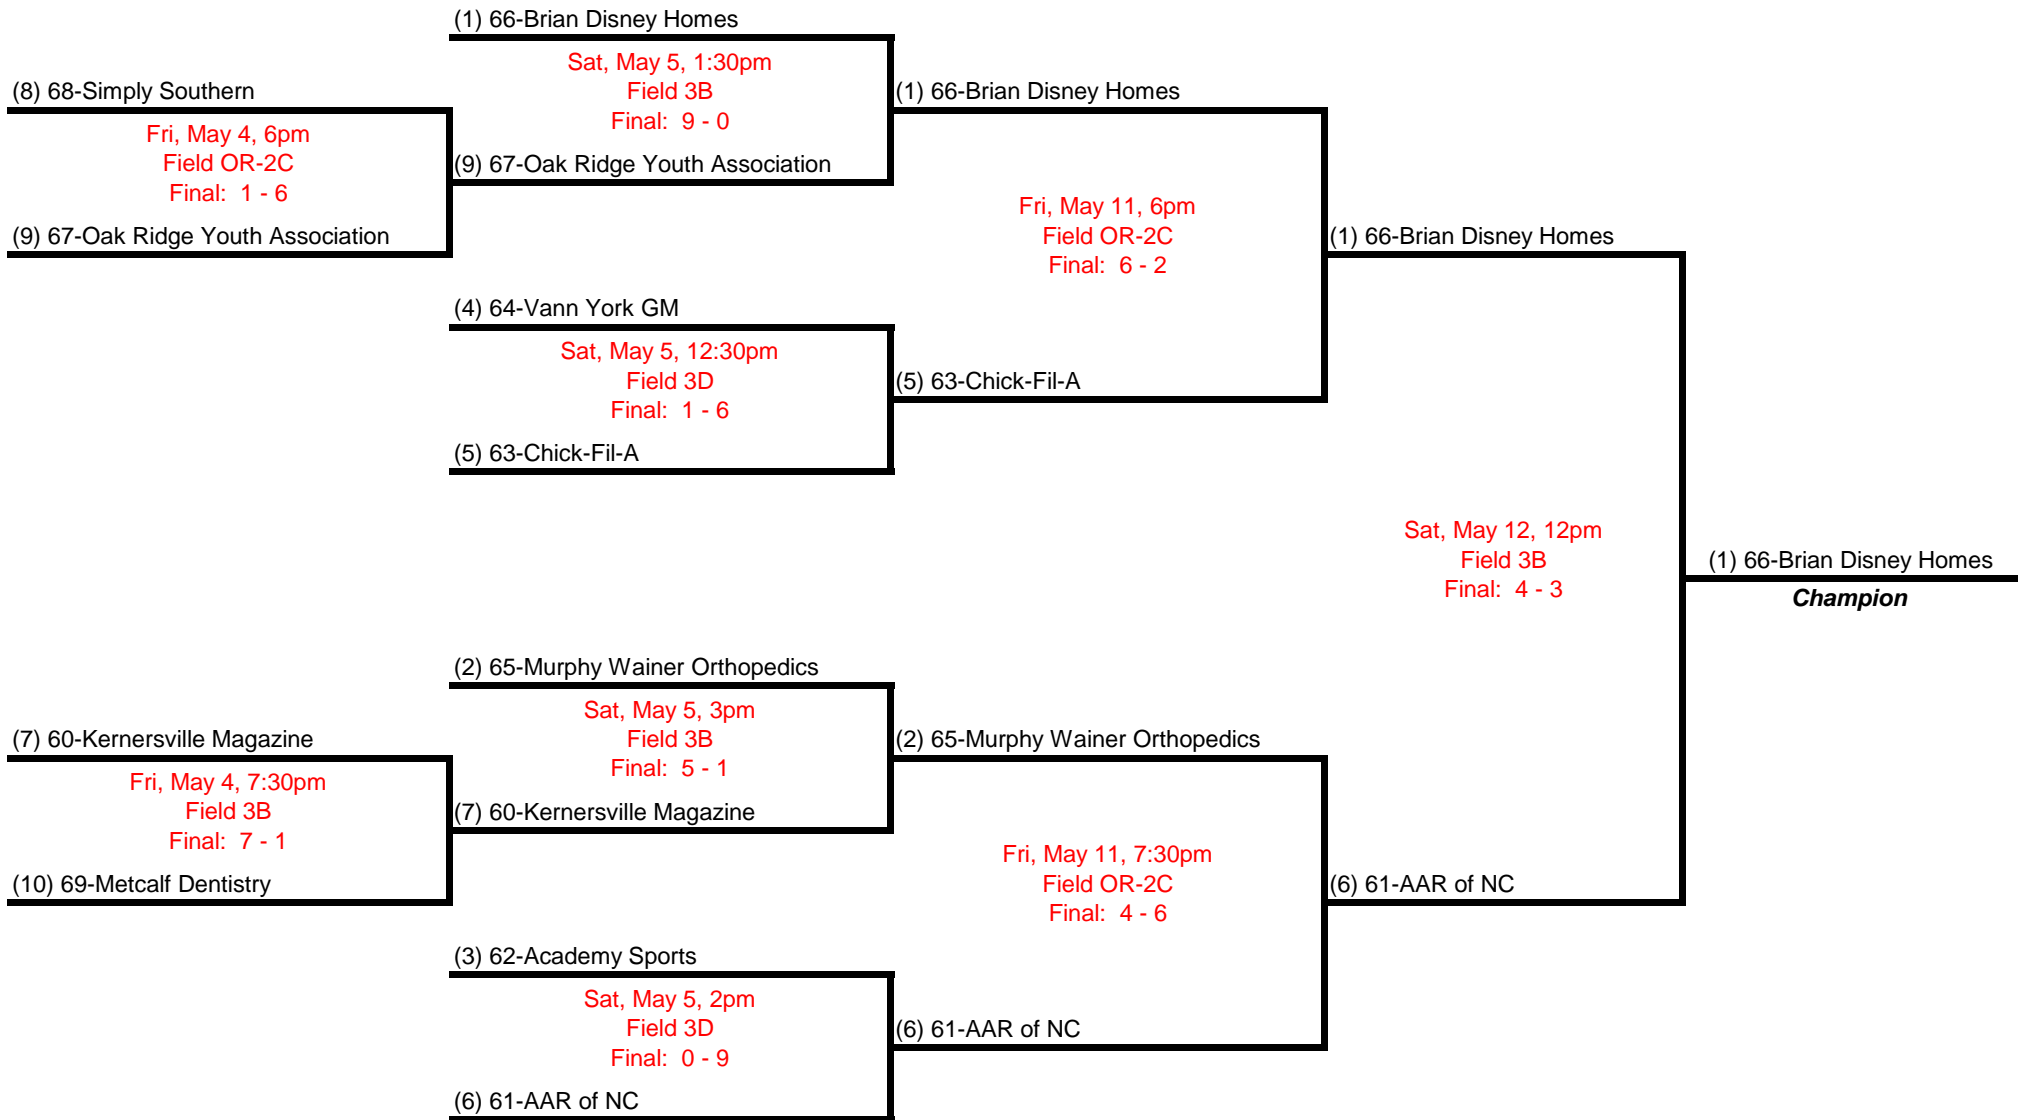 (1) 66-Brian Disney Homes
Sat, May 5, 1:30pm
Field 3B
Final:  9 - 0
(8) 68-Simply Southern
Fri, May 4, 6pm
Field OR-2C
Final:  1 - 6
(9) 67-Oak Ridge Youth Association
(9) 67-Oak Ridge Youth Association
(1) 66-Brian Disney Homes
Fri, May 11, 6pm
Field OR-2C
Final:  6 - 2
(1) 66-Brian Disney Homes
(4) 64-Vann York GM
Sat, May 5, 12:30pm
Field 3D
Final:  1 - 6
(5) 63-Chick-Fil-A
(5) 63-Chick-Fil-A
Sat, May 12, 12pm
Field 3B
Final:  4 - 3
(1) 66-Brian Disney Homes
Champion
(2) 65-Murphy Wainer Orthopedics
Sat, May 5, 3pm
Field 3B
Final:  5 - 1
(7) 60-Kernersville Magazine
Fri, May 4, 7:30pm
Field 3B
Final:  7 - 1
(10) 69-Metcalf Dentistry
(7) 60-Kernersville Magazine
(2) 65-Murphy Wainer Orthopedics
Fri, May 11, 7:30pm
Field OR-2C
Final:  4 - 6
(6) 61-AAR of NC
(3) 62-Academy Sports
Sat, May 5, 2pm
Field 3D
Final:  0 - 9
(6) 61-AAR of NC
(6) 61-AAR of NC